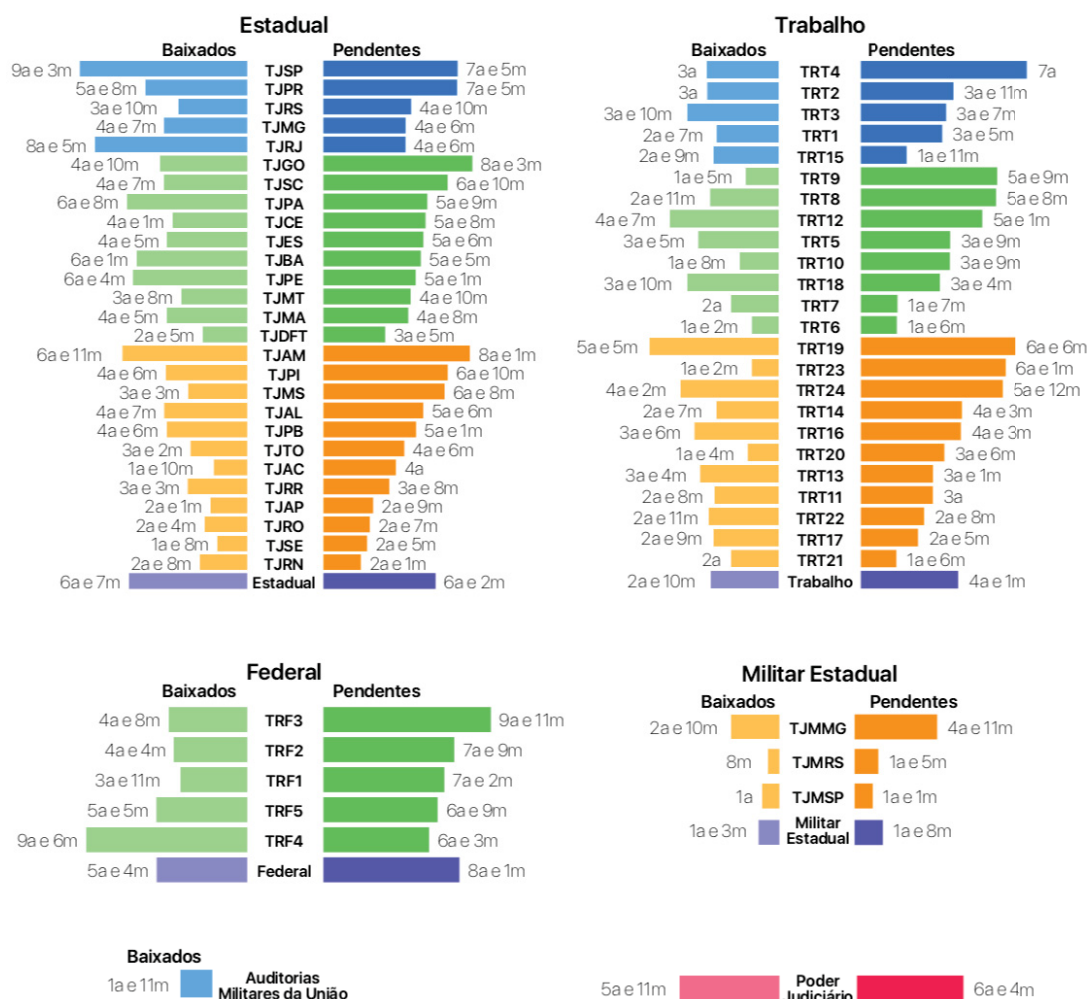 Estadual
Baixados Pendentes
9a e 3m TJSP 7a e 5m
5a e 8m TJPR 7a e 5m
3a e 10m TJRS 4a e 10m
4a e 7m TJMG 4a e 6m
8a e 5m TJRJ 4a e 6m
4a e 10m TJGO 8a e 3m
4a e 7m TJSC 6a e 10m
6a e 8m TJPA 5a e 9m
4a e 1m TJCE 5a e 8m
4a e 5m TJES 5a e 6m
6a e 1m TJBA 5a e 5m
6a e 4m TJPE 5a e 1m
3a e 8m TJMT 4a e 10m
4a e 5m TJMA 4a e 8m
2a e 5m TJDFT 3a e 5m
6a e 11m TJAM 8a e 1m
4a e 6m TJPI 6a e 10m
3a e 3m TJMS 6a e 8m
4a e 7m TJAL 5a e 6m
4a e 6m TJPB 5a e 1m
3a e 2m TJTO 4a e 6m
1a e 10m TJAC 4a
3a e 3m TJRR 3a e 8m
2a e 1m TJAP 2a e 9m
2a e 4m TJRO 2a e 7m
1a e 8m TJSE 2a e 5m
2a e 8m TJRN 2a e 1m
6a e 7m Estadual 6a e 2m
Trabalho
Baixados Pendentes
3a TRT4 7a
3a TRT2 3a e 11m
3a e 10m TRT3 3a e 7m
2a e 7m TRT1 3a e 5m
2a e 9m TRT15 1a e 11m
1a e 5m TRT9 5a e 9m
2a e 11m TRT8 5a e 8m
4a e 7m TRT12 5a e 1m
3a e 5m TRT5 3a e 9m
1a e 8m TRT10 3a e 9m
3a e 10m TRT18 3a e 4m
2a TRT7 1a e 7m
1a e 2m TRT6 1a e 6m
5a e 5m TRT19 6a e 6m
1a e 2m TRT23 6a e 1m
4a e 2m TRT24 5a e 12m
2a e 7m TRT14 4a e 3m
3a e 6m TRT16 4a e 3m
1a e 4m TRT20 3a e 6m
3a e 4m TRT13 3a e 1m
2a e 8m TRT11 3a
2a e 11m TRT22 2a e 8m
2a e 9m TRT17 2a e 5m
2a TRT21 1a e 6m
2a e 10m Trabalho 4a e 1m
Federal
Baixados Pendentes
4a e 8m TRF3 9a e 11m
4a e 4m TRF2 7a e 9m
3a e 11m TRF1 7a e 2m
5a e 5m TRF5 6a e 9m
9a e 6m TRF4 6a e 3m
5a e 4m Federal 8a e 1m
Militar Estadual
Baixados Pendentes
2a e 10m TJMMG 4a e 11m
8m TJMRS 1a e 5m
1a TJMSP 1a e 1m
1a e 3m Militar 1a e 8m
Estadual
Baixados
1a e 11m Auditorias
Militares da União
5a e 11m Poder 6a e 4m
Judiciário